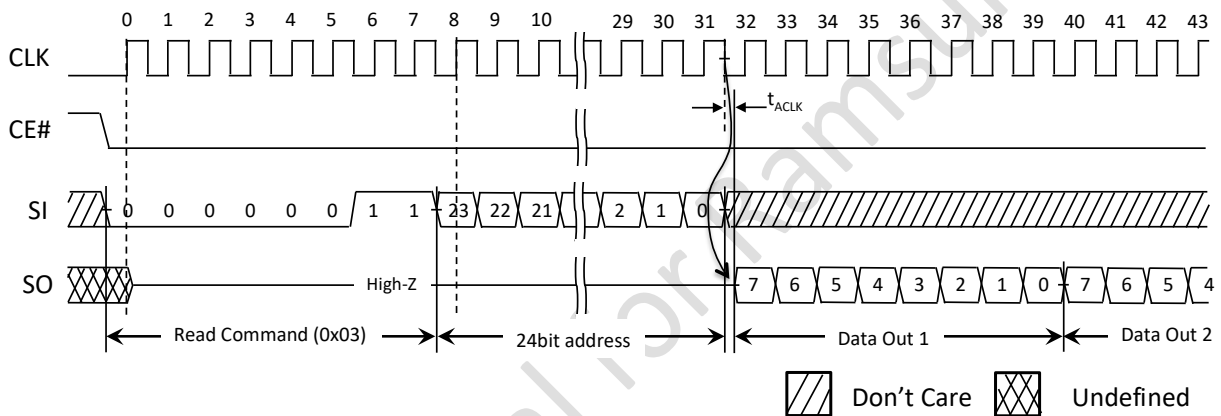 0 1 2 3 4 5 6 7 8 9 10 29 30 31 32 33 34 35 36 37 38 39 40 41 42 43
CLK
tACLK
CE#
SI 0 0 0 0 0 0 1 1 23 22 21 2 1 0
SO High-Z 7 6 5 4 3 2 1 0 7 6 5 4
Read Command (0x03) 24bit address Data Out 1 Data Out 2
Don't Care Undefined
for Ramsu